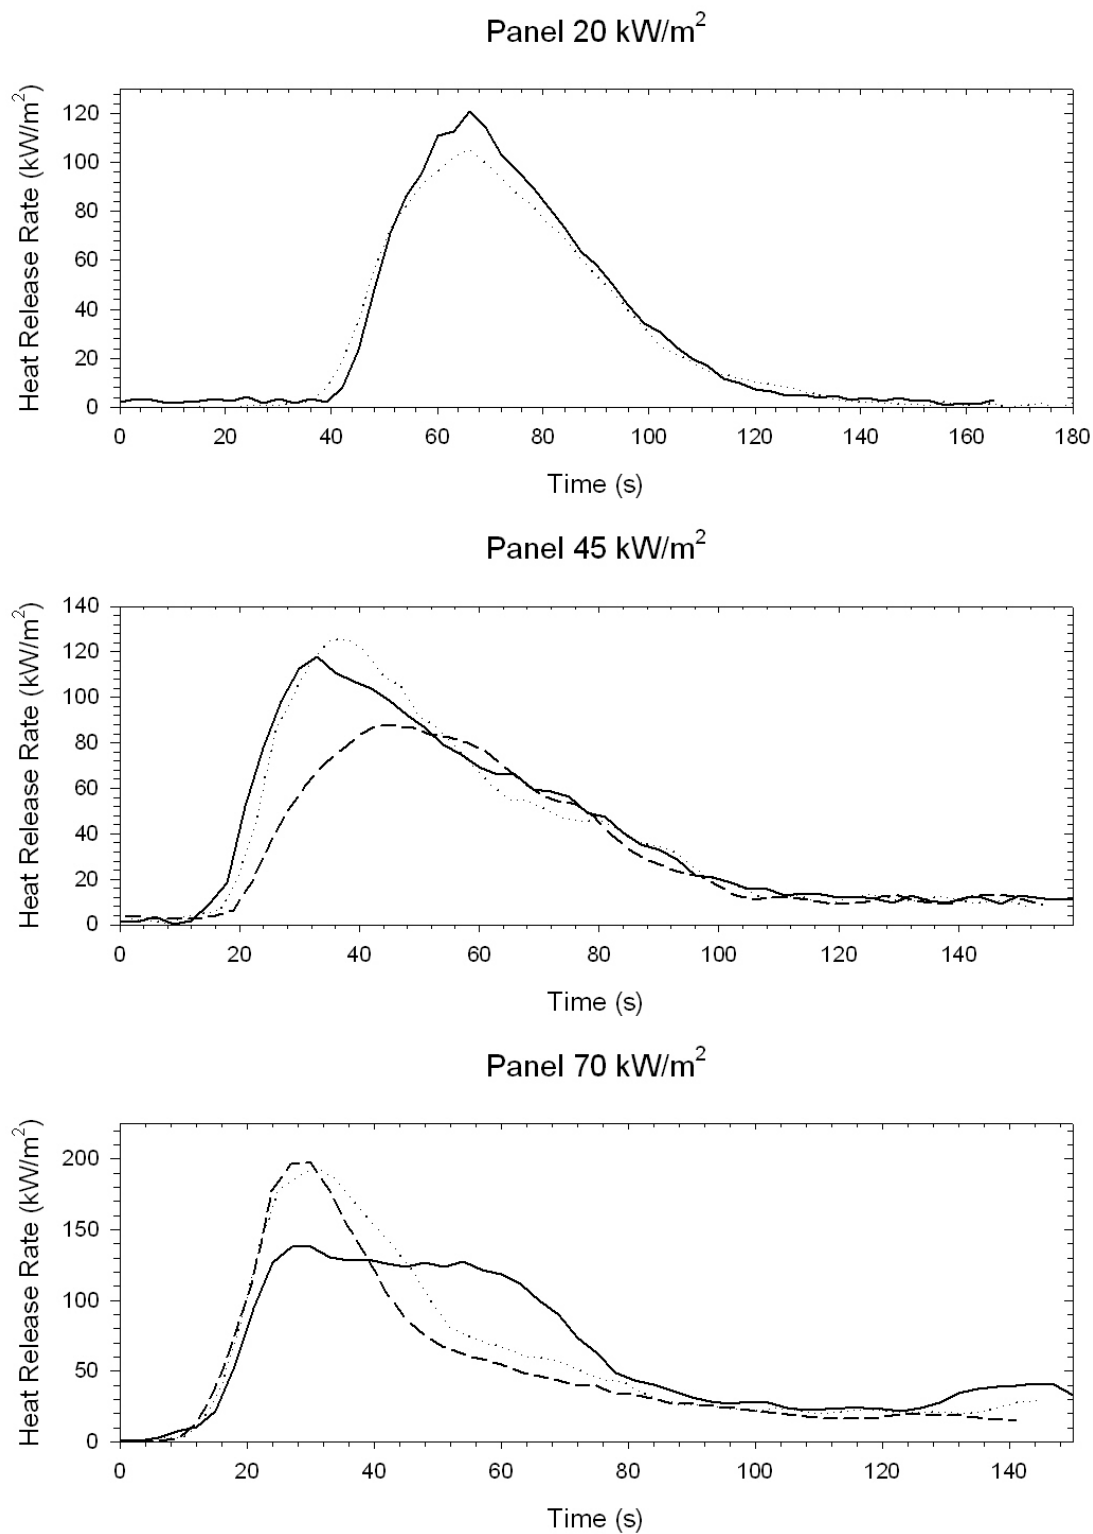 Panel 20 kW/m²
Heat Release Rate (kW/m²)
120
100
80
60
40
20
0
0 20 40 60 80 100 120 140 160 180
Time (s)
Panel 45 kW/m²
Heat Release Rate (kW/m²)
140
120
100
80
60
40
20
0
0 20 40 60 80 100 120 140
Time (s)
Panel 70 kW/m²
Heat Release Rate (kW/m²)
200
150
100
50
0
0 20 40 60 80 100 120 140
Time (s)